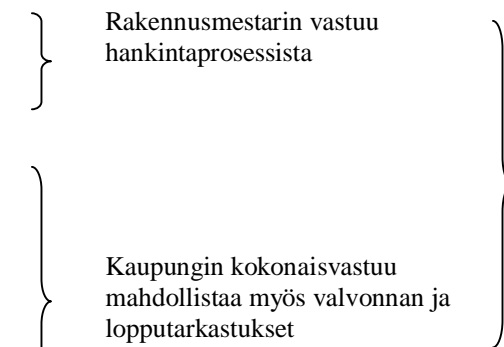 Rakennusmestarin vastuu
hankintaprosessista
Kaupungin kokonaisvastuu
mahdollistaa myös valvonnan ja
lopputarkastukset